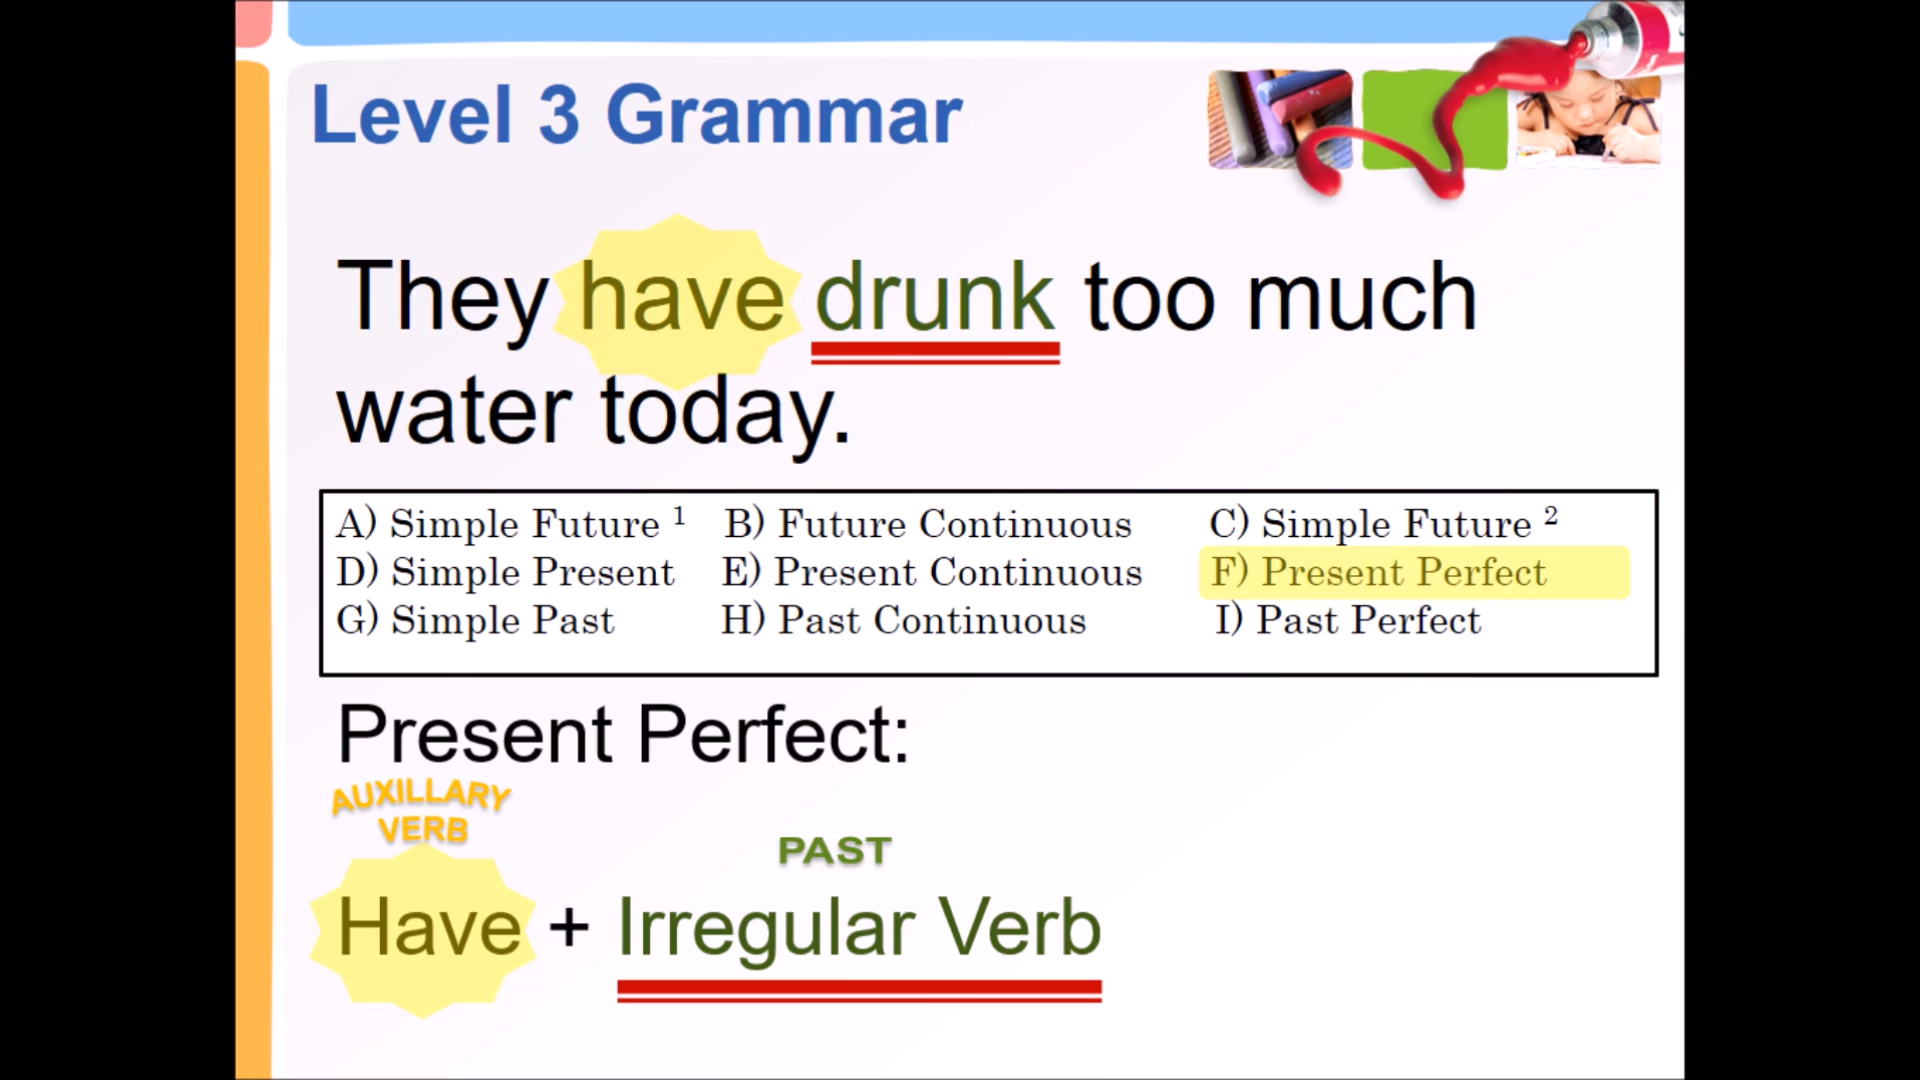 Level 3 Grammar
They have drunk too much
water today.
A) Simple Future ¹ B) Future Continuous C) Simple Future ²
D) Simple Present E) Present Continuous F) Present Perfect
G) Simple Past H) Past Continuous I) Past Perfect
Present Perfect:
AUXILLARY
VERB
PAST
Have + Irregular Verb